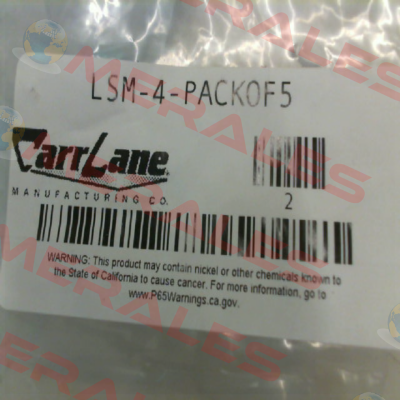 LSM-4-PACKOF5
CarrLane
MANUFACTURING CO.
2
WARNING: This product may contain nickel or other chemicals known to
the State of California to cause cancer. For more information, go to
www.P65Warnings.ca.gov.
MERALES